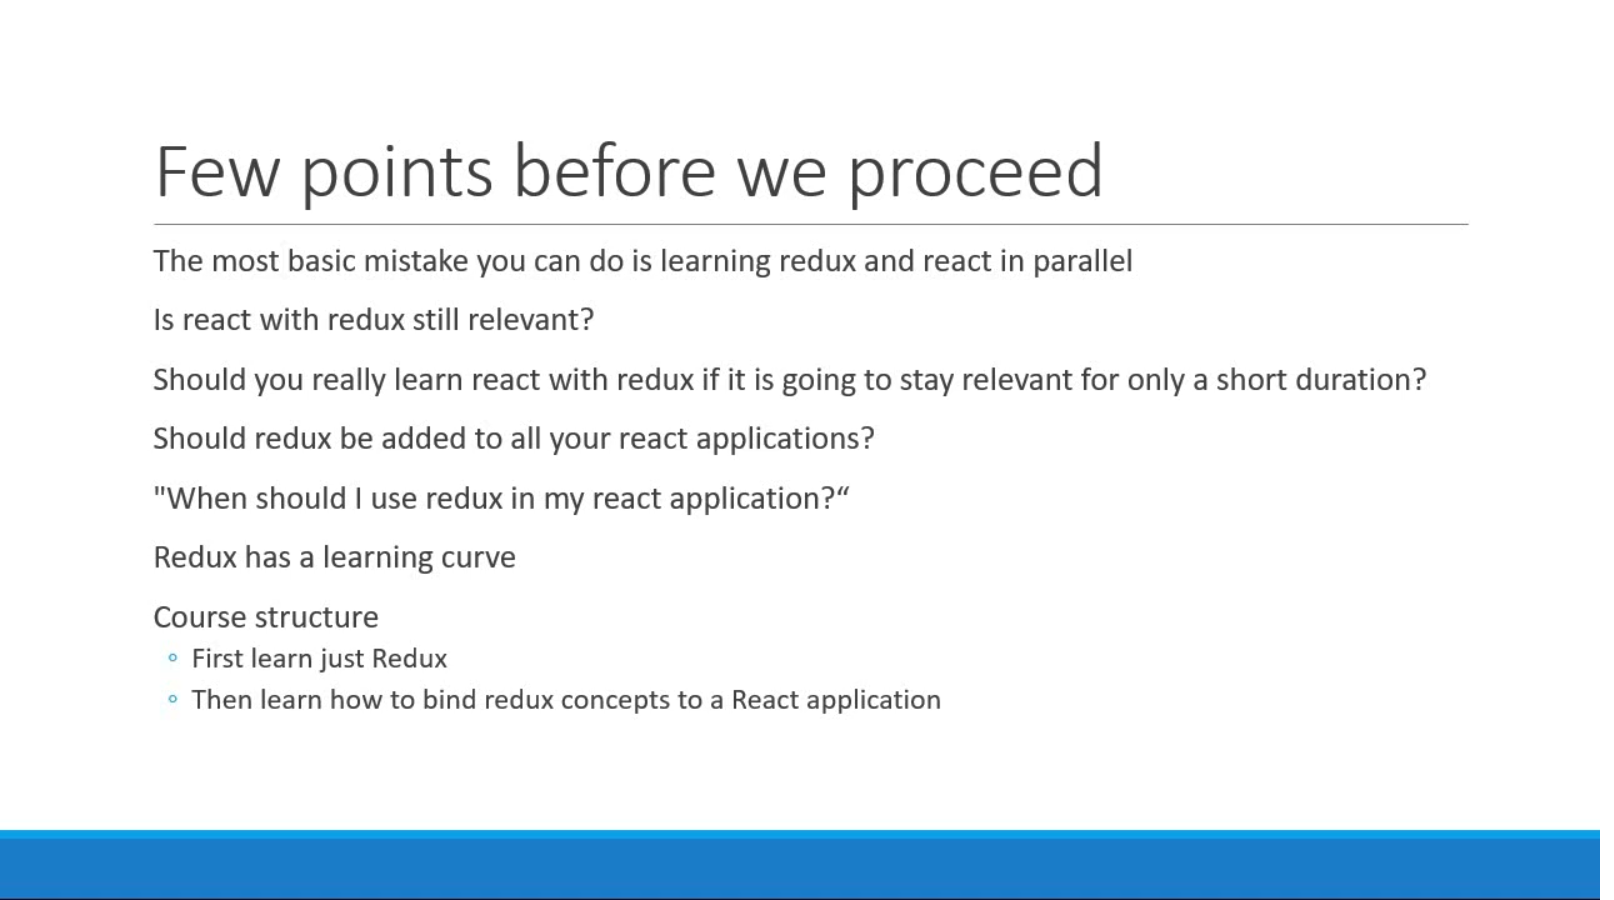 Few points before we proceed
The most basic mistake you can do is learning redux and react in parallel
Is react with redux still relevant?
Should you really learn react with redux if it is going to stay relevant for only a short duration?
Should redux be added to all your react applications?
"When should I use redux in my react application?“
Redux has a learning curve
Course structure
◦ First learn just Redux
◦ Then learn how to bind redux concepts to a React application